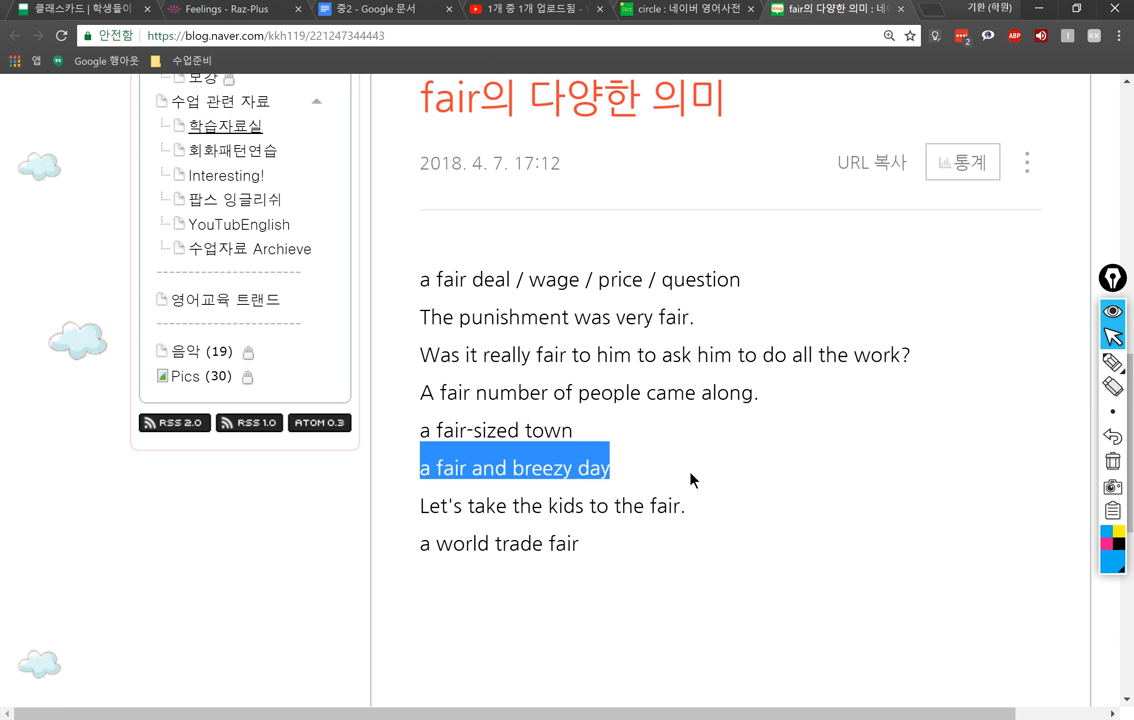 클래스카드 | 학생들이
Feelings - Raz-Plus
중2 - Google 문서
1개 중 1개 업로드됨 -
circle : 네이버 영어사전
fair의 다양한 의미 : 네
기환 (학원)
안전함 https://blog.naver.com/kkh119/221247344443
2
ABP
앱 Google 행아웃 수업준비
보강
수업 관련 자료
학습자료실
회화패턴연습
Interesting!
팝스 잉글리쉬
YouTubEnglish
수업자료 Archieve
-----------------------
영어교육 트랜드
-----------------------
음악 (19)
Pics (30)
RSS 2.0 RSS 1.0 ATOM 0.3
fair의 다양한 의미
2018. 4. 7. 17:12 URL 복사 통계
a fair deal / wage / price / question
The punishment was very fair.
Was it really fair to him to ask him to do all the work?
A fair number of people came along.
a fair-sized town
a fair and breezy day
Let's take the kids to the fair.
a world trade fair